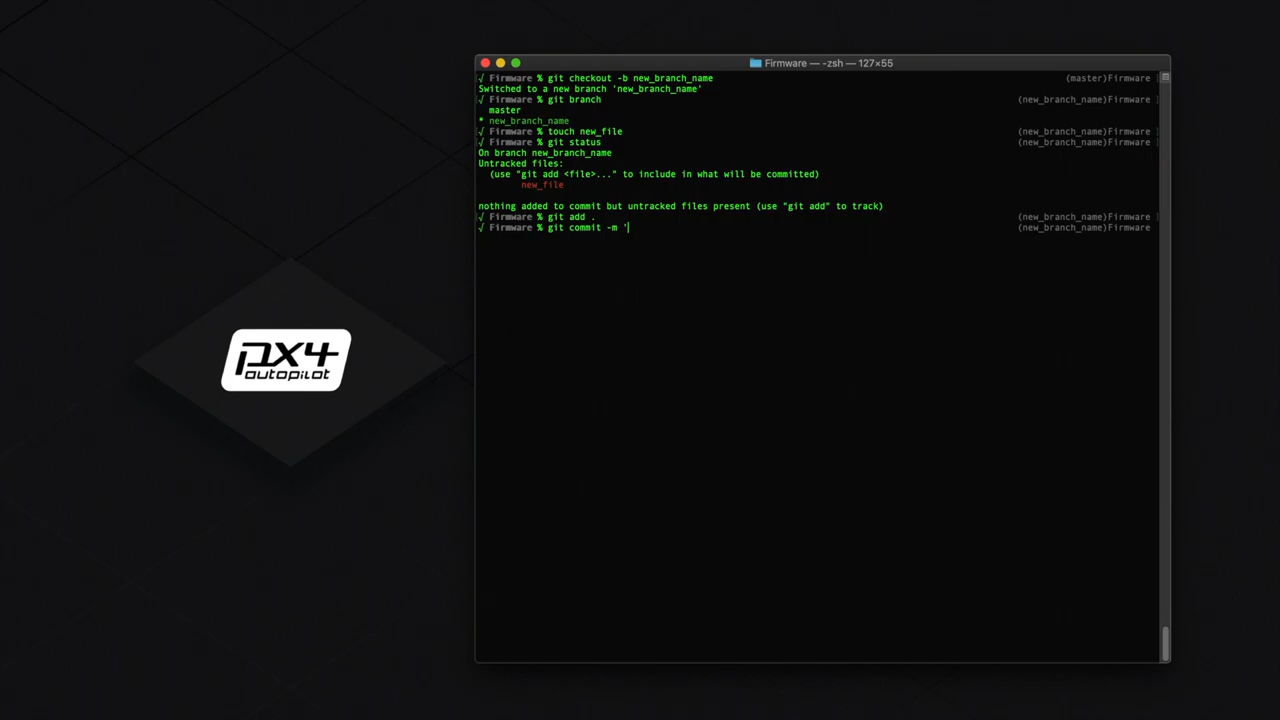 Firmware — -zsh — 127×55
√ Firmware % git checkout -b new_branch_name (master)Firmware
Switched to a new branch 'new_branch_name'
√ Firmware % git branch (new_branch_name)Firmware
master
* new_branch_name
√ Firmware % touch new_file (new_branch_name)Firmware
√ Firmware % git status (new_branch_name)Firmware
On branch new_branch_name
Untracked files:
(use "git add <file>..." to include in what will be committed)
new_file
nothing added to commit but untracked files present (use "git add" to track)
√ Firmware % git add . (new_branch_name)Firmware
√ Firmware % git commit -m ' (new_branch_name)Firmware
px4
autopilot